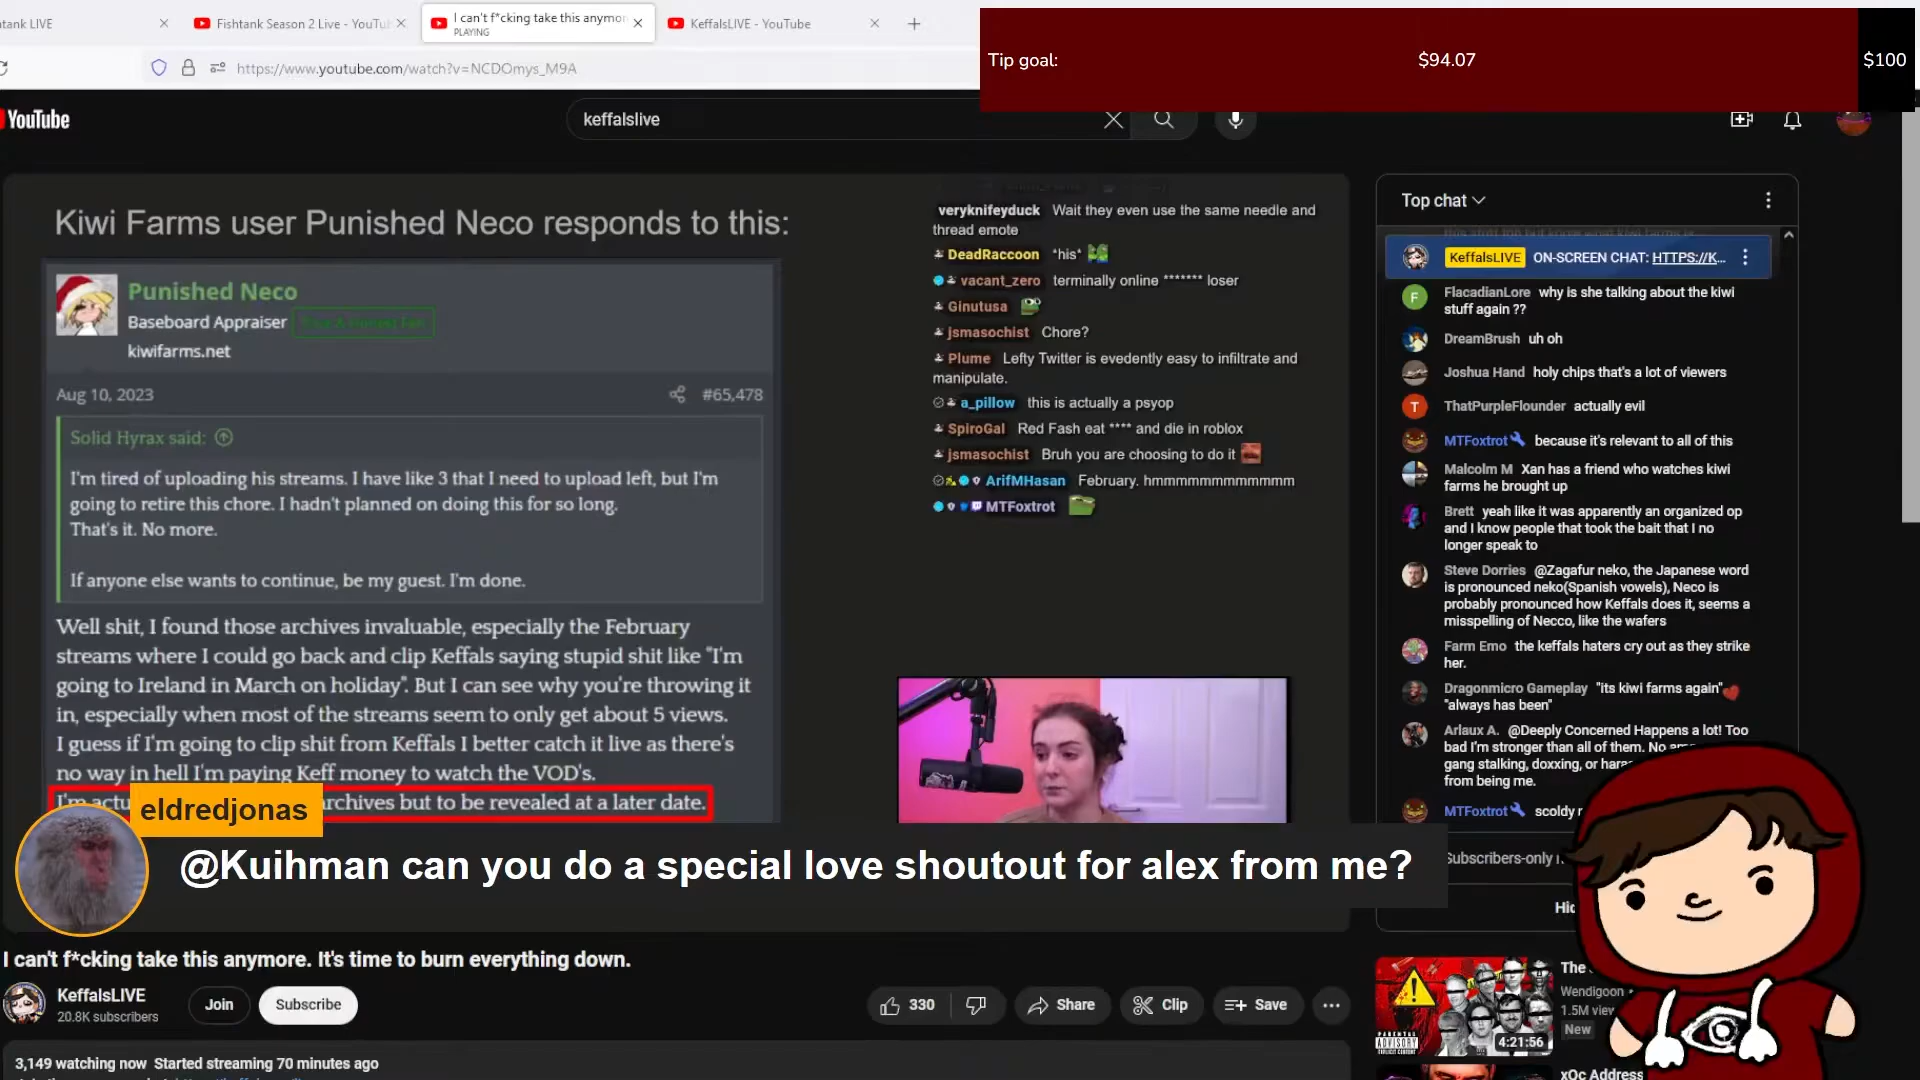 tank LIVE
Fishtank Season 2 Live - YouTu
I can't f*cking take this anymor
PLAYING
KeffalsLIVE - YouTube
https://www.youtube.com/watch?v=NCDOmys_M9A
Tip goal:
$94.07
$100
YouTube
keffalslive
Kiwi Farms user Punished Neco responds to this:
Punished Neco
Baseboard Appraiser
kiwifarms.net
Aug 10, 2023
#65,478
Solid Hyrax said:
I'm tired of uploading his streams. I have like 3 that I need to upload left, but I'm
going to retire this chore. I hadn't planned on doing this for so long.
That's it. No more.
If anyone else wants to continue, be my guest. I'm done.
Well shit, I found those archives invaluable, especially the February
streams where I could go back and clip Keffals saying stupid shit like "I'm
going to Ireland in March on holiday". But I can see why you're throwing it
in, especially when most of the streams seem to only get about 5 views.
I guess if I'm going to clip shit from Keffals I better catch it live as there's
no way in hell I'm paying Keff money to watch the VOD's.
I'm actu
rchives but to be revealed at a later date.
veryknifeyduck Wait they even use the same needle and
thread emote
DeadRaccoon *his*
vacant_zero terminally online ******* loser
Ginutusa
jsmasochist Chore?
Plume Lefty Twitter is evedently easy to infiltrate and
manipulate.
a_pillow this is actually a psyop
SpiroGal Red Fash eat **** and die in roblox
jsmasochist Bruh you are choosing to do it
ArifMHasan February. hmmmmmmmmmmmm
MTFoxtrot
Top chat
KeffalsLIVE ON-SCREEN CHAT: HTTPS://K...
F
FlacadianLore why is she talking about the kiwi
stuff again ??
DreamBrush uh oh
Joshua Hand holy chips that's a lot of viewers
T
ThatPurpleFlounder actually evil
MTFoxtrot because it's relevant to all of this
Malcolm M Xan has a friend who watches kiwi
farms he brought up
Brett yeah like it was apparently an organized op
and I know people that took the bait that I no
longer speak to
Steve Dorries @Zagafur neko, the Japanese word
is pronounced neko(Spanish vowels), Neco is
probably pronounced how Keffals does it, seems a
misspelling of Necco, like the wafers
Farm Emo the keffals haters cry out as they strike
her.
Dragonmicro Gameplay "its kiwi farms again"
"always has been"
Arlaux A. @Deeply Concerned Happens a lot! Too
bad I'm stronger than all of them. No am
gang stalking, doxxing, or hara
from being me.
MTFoxtrot scoldy
Subscribers-only
Hid
eldredjonas
@Kuihman can you do a special love shoutout for alex from me?
I can't f*cking take this anymore. It's time to burn everything down.
KeffalsLIVE
20.8K subscribers
Join
Subscribe
330
Share
Clip
Save
3,149 watching now Started streaming 70 minutes ago
PARENTAL
ADVISORY
EXPLICIT CONTENT
4:21:56
The
Wendigoon
1.5M view
New
xQc Address